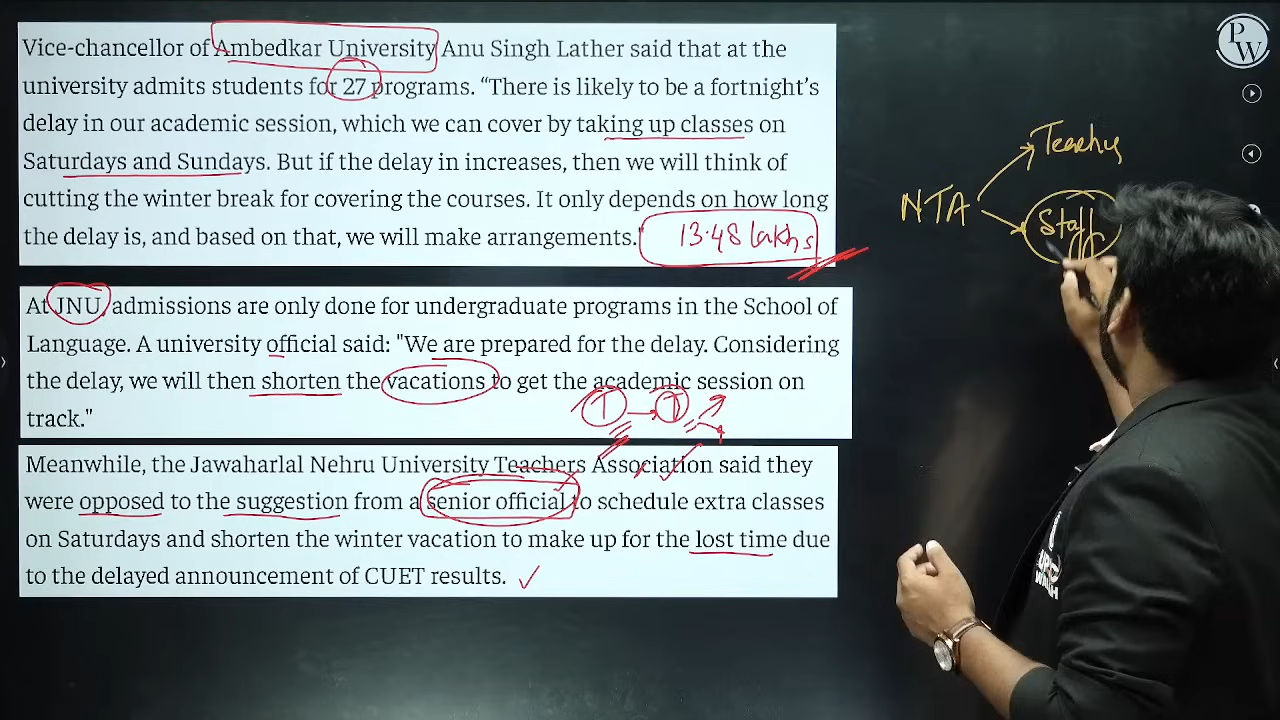 Vice-chancellor of Ambedkar University Anu Singh Lather said that at the
university admits students for 27 programs. “There is likely to be a fortnight’s
delay in our academic session, which we can cover by taking up classes on
Saturdays and Sundays. But if the delay in increases, then we will think of
cutting the winter break for covering the courses. It only depends on how long
the delay is, and based on that, we will make arrangements.
13.48 lakhs
At JNU, admissions are only done for undergraduate programs in the School of
Language. A university official said: "We are prepared for the delay. Considering
the delay, we will then shorten the vacations to get the academic session on
track."
Meanwhile, the Jawaharlal Nehru University Teachers Association said they
were opposed to the suggestion from a senior official to schedule extra classes
on Saturdays and shorten the winter vacation to make up for the lost time due
to the delayed announcement of CUET results.
NTA
Staff
PW
WALLAH